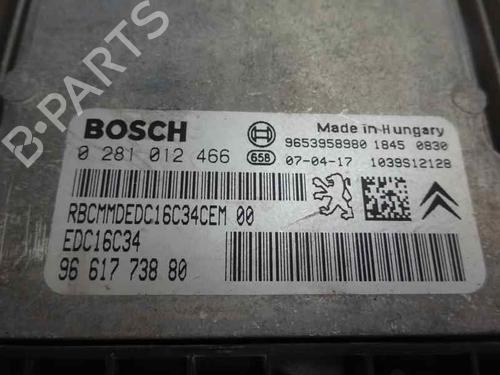 BOSCH
Made in Hungary
9653958980 1845 0830
0 281 012 466
658
07-04-17 1039S12128
RBCMMDEDC16C34CEM 00
EDC16C34
96 617 738 80
B-PARTS